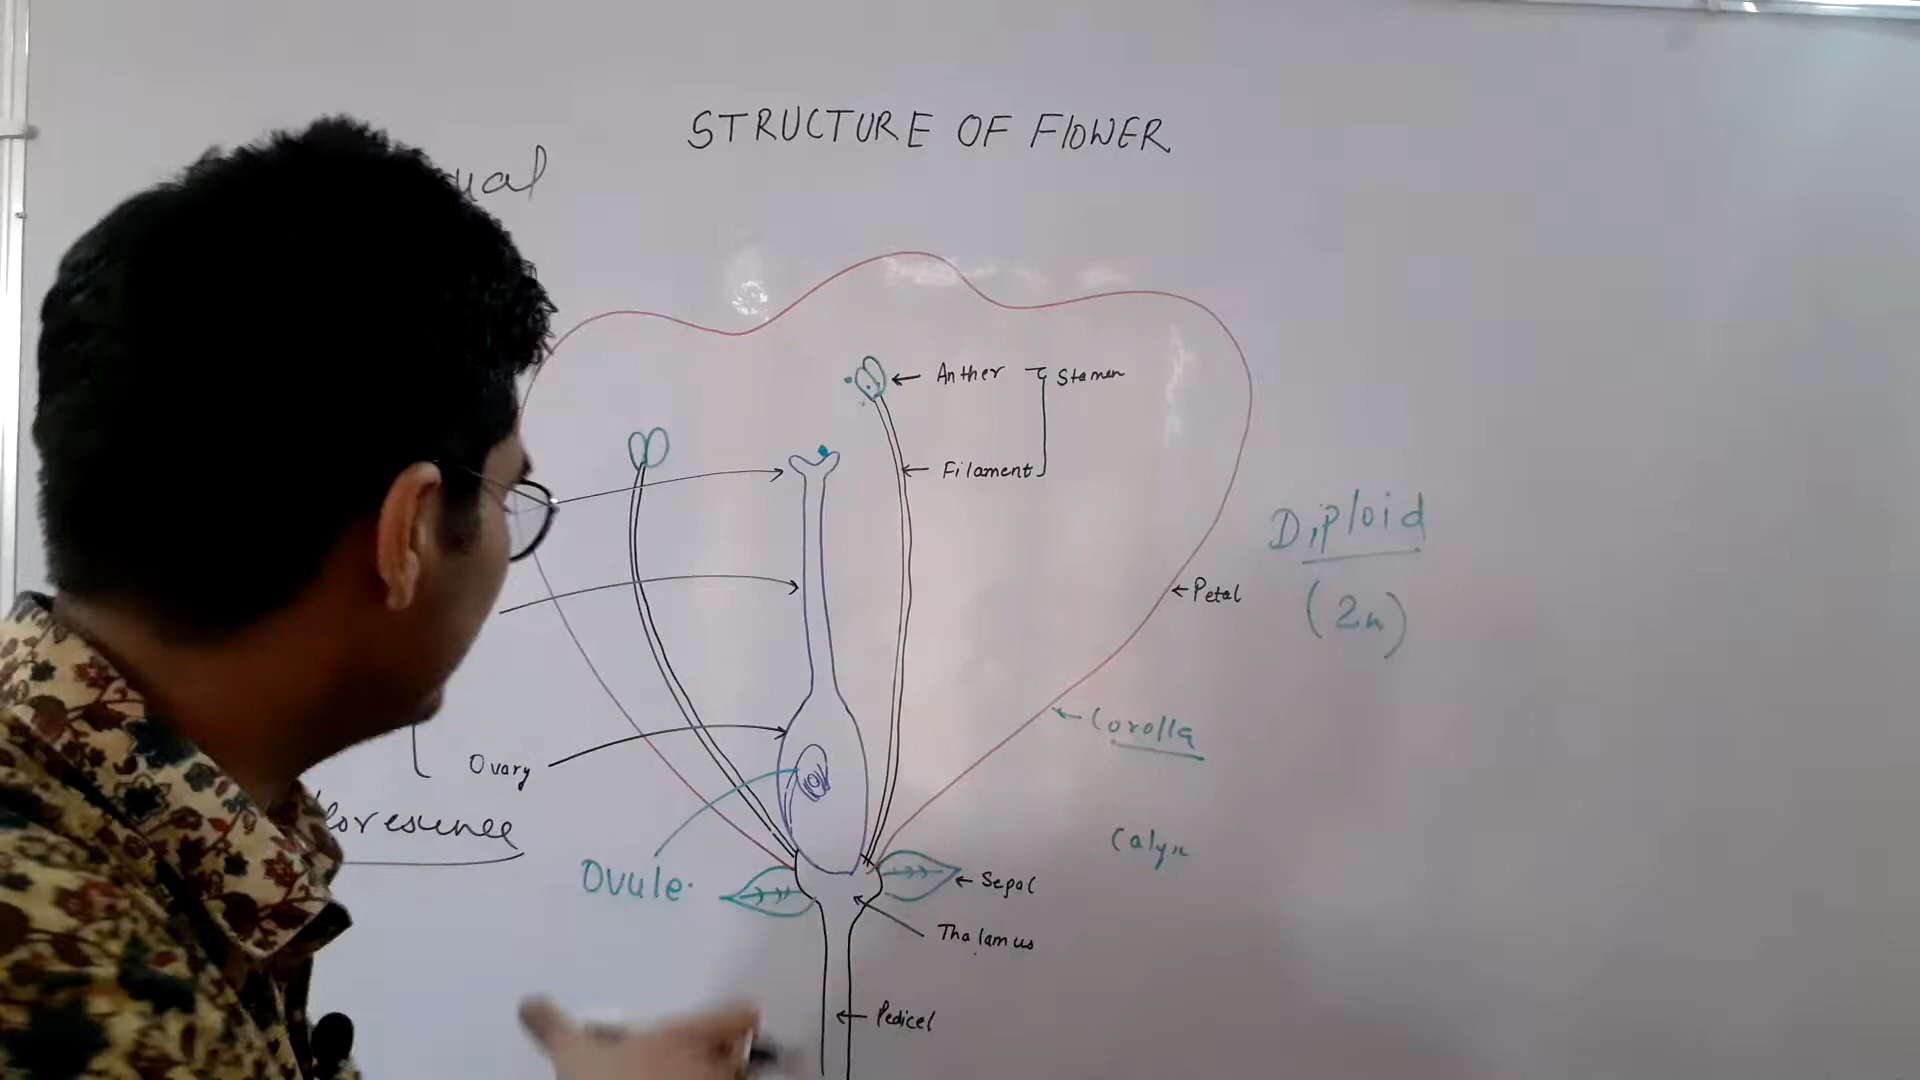 STRUCTURE OF FlOWER
Anther
Stamen
Filament
Diploid
(2n)
Petal
Corolla
Ovary
Calyx
Ovule
Sepal
Thalamus
Pedicel